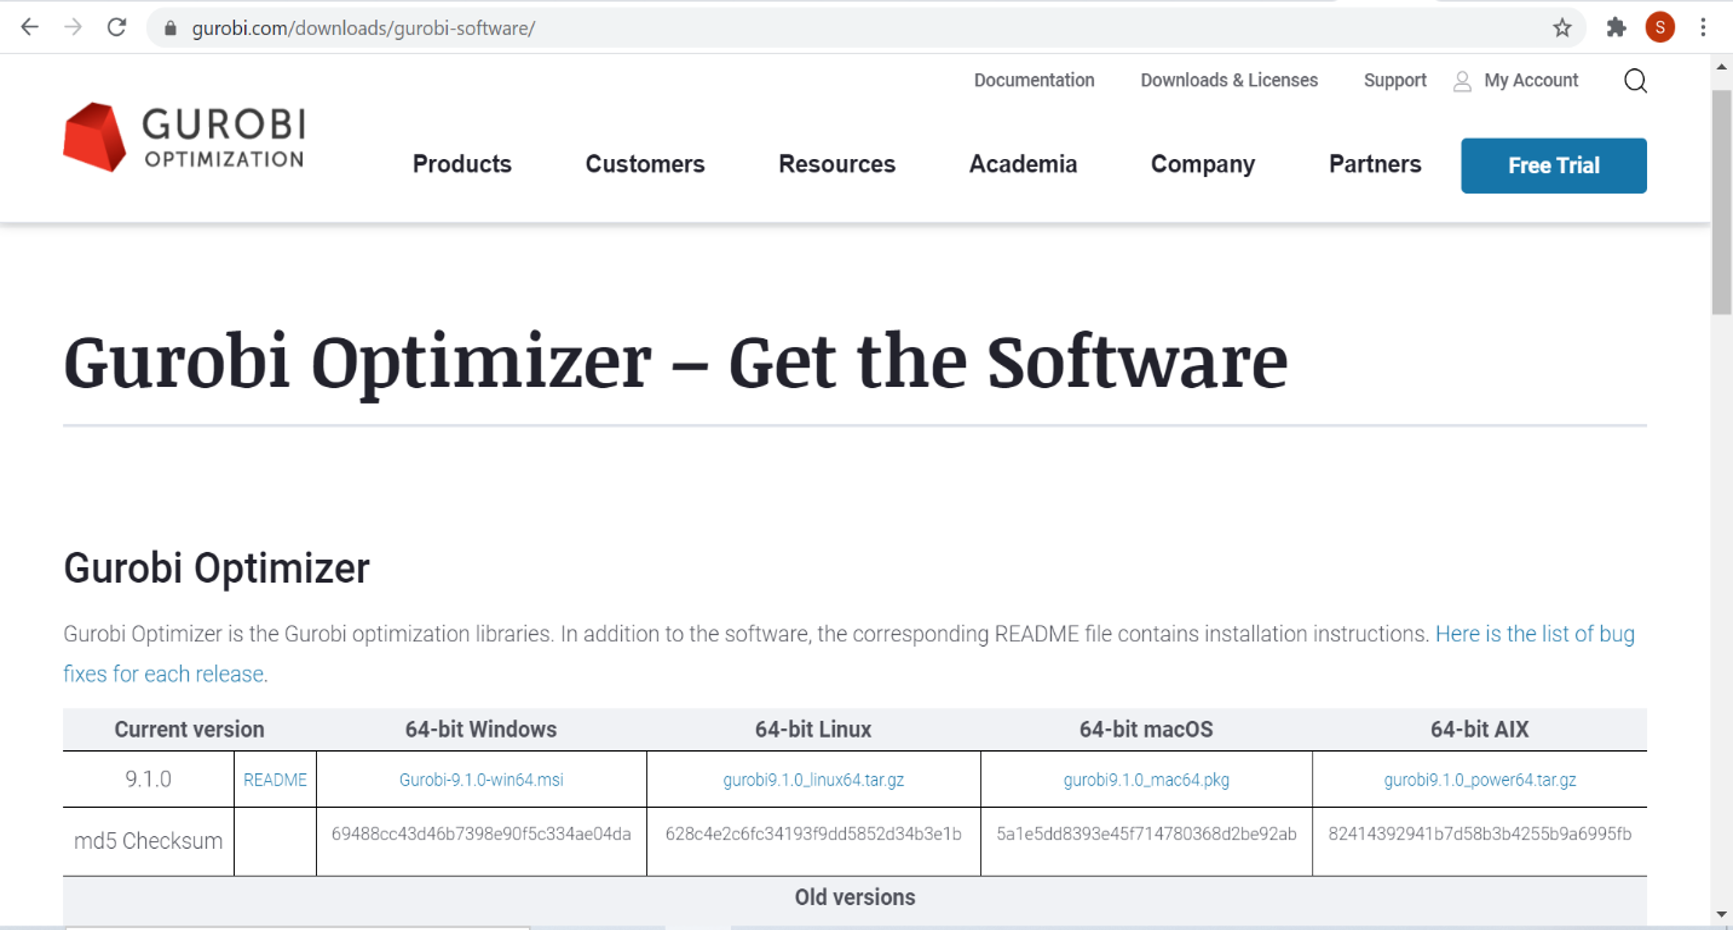 gurobi.com/downloads/gurobi-software/
S
Documentation Downloads & Licenses Support My Account
GUROBI
OPTIMIZATION
Products Customers Resources Academia Company Partners Free Trial
Gurobi Optimizer – Get the Software
Gurobi Optimizer
Gurobi Optimizer is the Gurobi optimization libraries. In addition to the software, the corresponding README file contains installation instructions. Here is the list of bug
fixes for each release.
Current version 64-bit Windows 64-bit Linux 64-bit macOS 64-bit AIX
9.1.0 README Gurobi-9.1.0-win64.msi gurobi9.1.0_linux64.tar.gz gurobi9.1.0_mac64.pkg gurobi9.1.0_power64.tar.gz
md5 Checksum 69488cc43d46b7398e90f5c334ae04da 628c4e2c6fc34193f9dd5852d34b3e1b 5a1e5dd8393e45f714780368d2be92ab 82414392941b7d58b3b4255b9a6995fb
Old versions